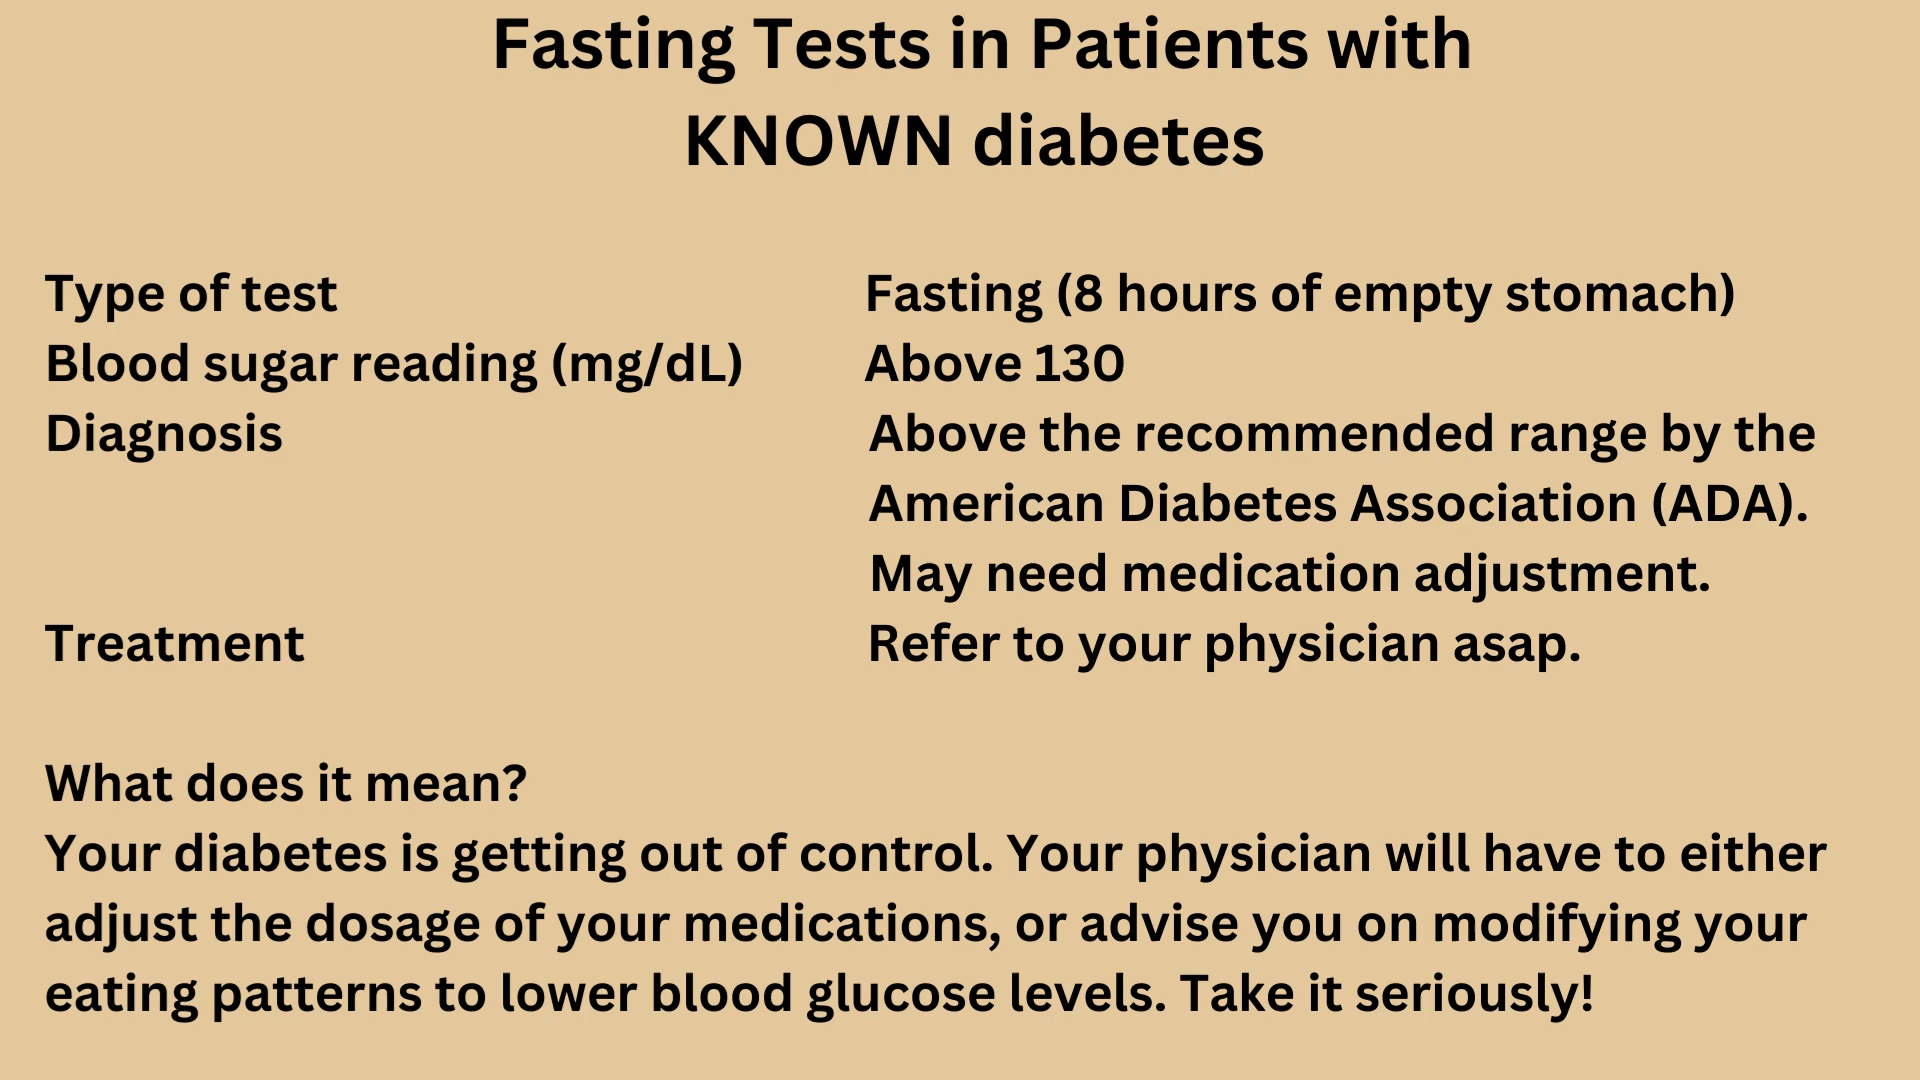 Fasting Tests in Patients with
KNOWN diabetes
Type of test Fasting (8 hours of empty stomach)
Blood sugar reading (mg/dL) Above 130
Diagnosis Above the recommended range by the
American Diabetes Association (ADA).
May need medication adjustment.
Treatment Refer to your physician asap.
What does it mean?
Your diabetes is getting out of control. Your physician will have to either
adjust the dosage of your medications, or advise you on modifying your
eating patterns to lower blood glucose levels. Take it seriously!